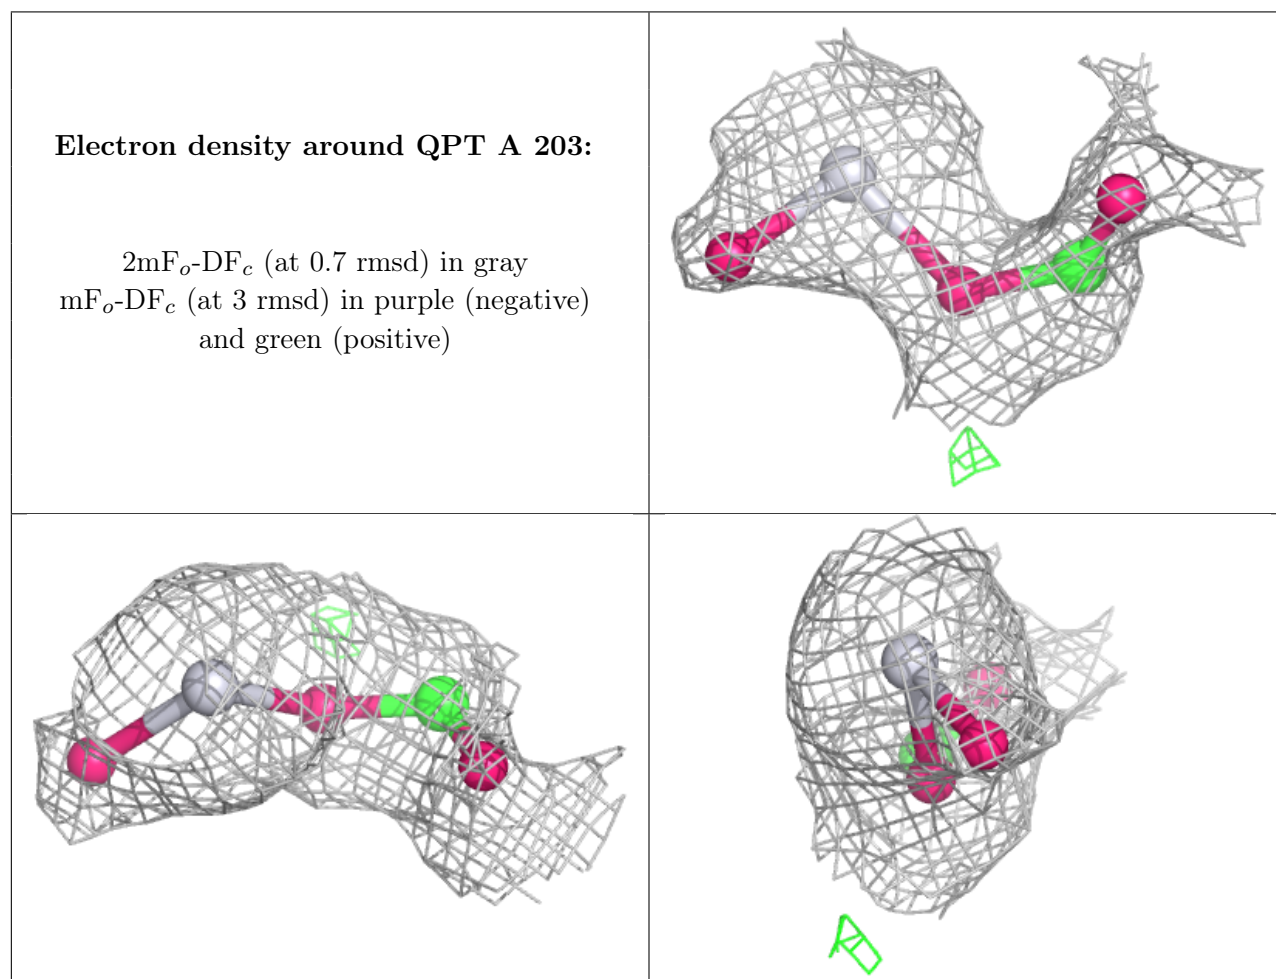 Electron density around QPT A 203:
2mFo-DFc (at 0.7 rmsd) in gray
mFo-DFc (at 3 rmsd) in purple (negative)
and green (positive)